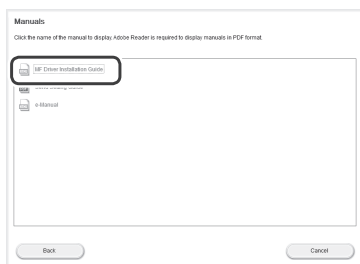 Manuals
Click the name of the manual to display Adobe Reader is required to display manuals in PDF format.
MF Driver Installation Guide
Guide
e-Manual
Back
Cancel